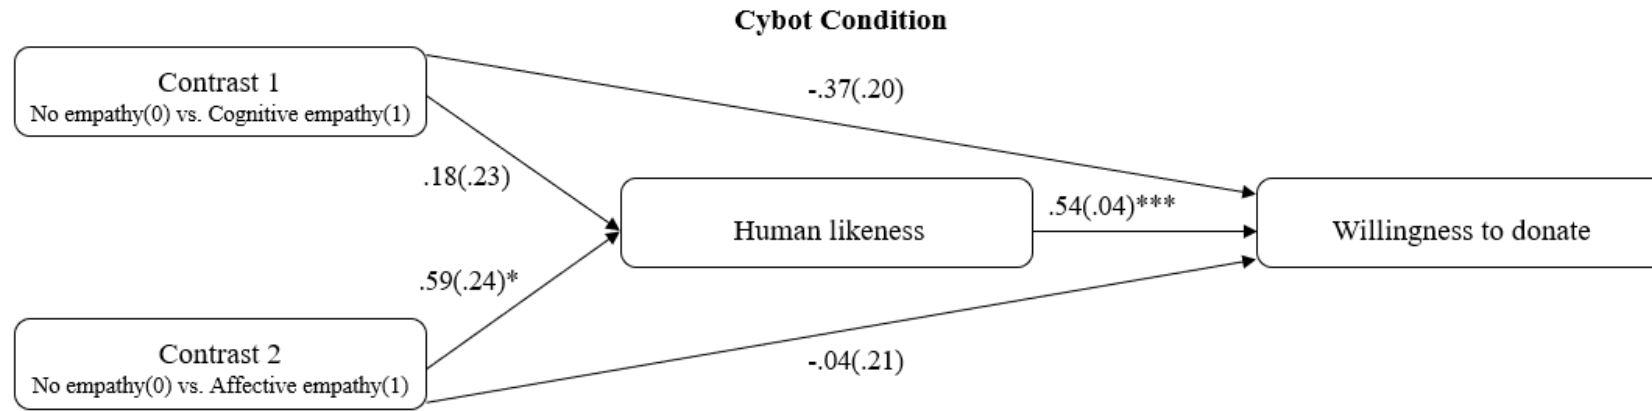 Cybot Condition
Contrast 1
No empathy(0) vs. Cognitive empathy(1)
-.37(.20)
.18(.23)
Human likeness
.54(.04)***
Willingness to donate
.59(.24)*
Contrast 2
No empathy(0) vs. Affective empathy(1)
-.04(.21)